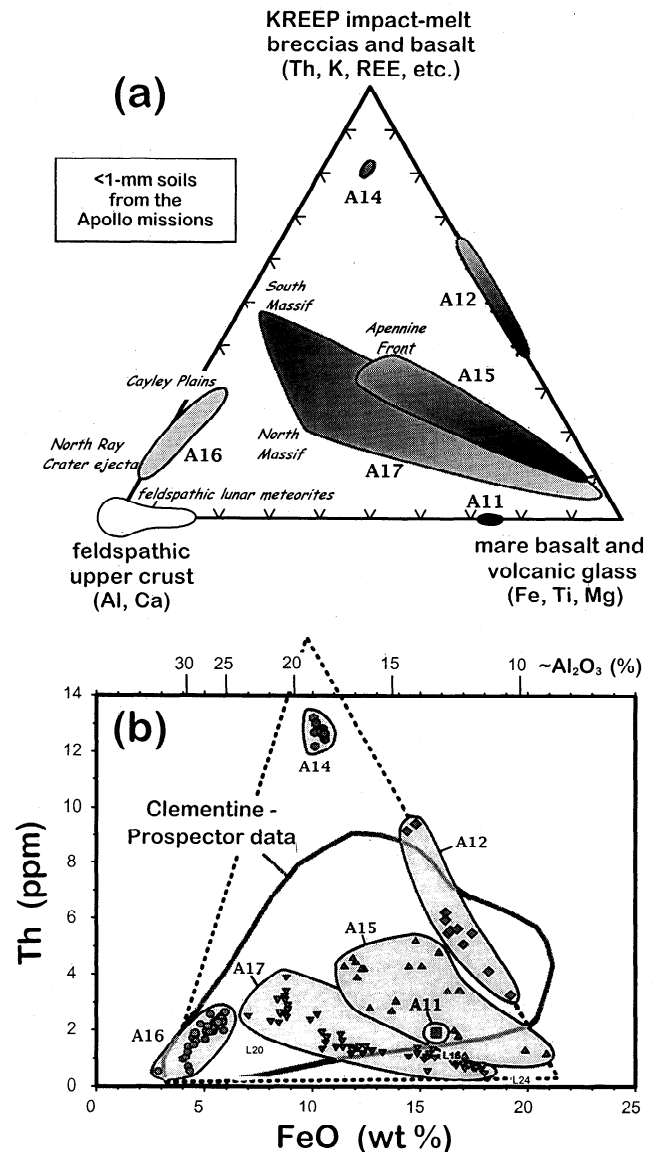 KREEP impact-melt
breccias and basalt
(Th, K, REE, etc.)
(a)
<1-mm soils
from the
Apollo missions
A14
A12
South
Massif
Apennine
Front
A15
Cayley Plains
North Ray
Crater ejecta
A16
North
Massif
A17
feldspathic lunar meteorites
A11
feldspathic
upper crust
(Al, Ca)
mare basalt and
volcanic glass
(Fe, Ti, Mg)
30 25 20 15 10 ~Al₂O₃ (%)
14
(b)
12
A14
10
Clementine -
Prospector data
A12
8
Th (ppm)
6
A15
A17
4
A11
A16
2
L20
L16
L24
0
0 5 10 15 20 25
FeO (wt %)